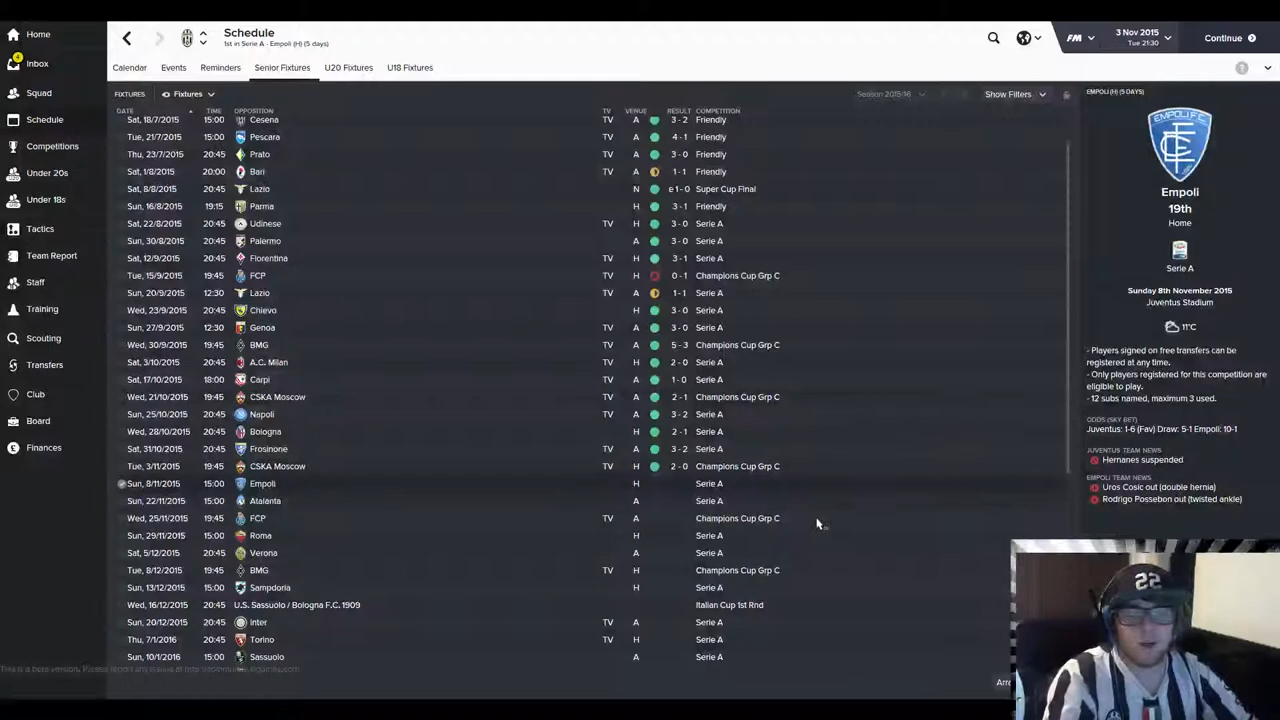 Home
Inbox
4
Squad
Schedule
Competitions
Under 20s
Under 18s
Tactics
Team Report
Staff
Training
Scouting
Transfers
Club
Board
Finances
Schedule
1st in Serie A - Empoli (H) (5 days)
FM
3 Nov 2015
Tue 21:30
Continue
Calendar Events Reminders Senior Fixtures U20 Fixtures U18 Fixtures
FIXTURES Fixtures Season 2015-16 Show Filters
DATE TIME OPPOSITION TV VENUE RESULT COMPETITION
Sat, 18/7/2015 15:00 Cesena TV A 3 - 2 Friendly
Tue, 21/7/2015 15:00 Pescara TV A 4 - 1 Friendly
Thu, 23/7/2015 20:45 Prato TV A 3 - 0 Friendly
Sat, 1/8/2015 20:00 Bari TV A 1 - 1 Friendly
Sat, 8/8/2015 20:45 Lazio N e 1 - 0 Super Cup Final
Sun, 16/8/2015 19:15 Parma H 3 - 1 Friendly
Sat, 22/8/2015 20:45 Udinese TV H 3 - 0 Serie A
Sun, 30/8/2015 20:45 Palermo A 3 - 0 Serie A
Sat, 12/9/2015 20:45 Fiorentina TV H 3 - 1 Serie A
Tue, 15/9/2015 19:45 FCP TV H 0 - 1 Champions Cup Grp C
Sun, 20/9/2015 12:30 Lazio TV A 1 - 1 Serie A
Wed, 23/9/2015 20:45 Chievo H 3 - 0 Serie A
Sun, 27/9/2015 12:30 Genoa TV A 3 - 0 Serie A
Wed, 30/9/2015 19:45 BMG TV A 5 - 3 Champions Cup Grp C
Sat, 3/10/2015 20:45 A.C. Milan TV H 2 - 0 Serie A
Sat, 17/10/2015 18:00 Carpi TV A 1 - 0 Serie A
Wed, 21/10/2015 19:45 CSKA Moscow TV A 2 - 1 Champions Cup Grp C
Sun, 25/10/2015 20:45 Napoli TV A 3 - 2 Serie A
Wed, 28/10/2015 20:45 Bologna H 2 - 1 Serie A
Sat, 31/10/2015 20:45 Frosinone TV A 3 - 2 Serie A
Tue, 3/11/2015 19:45 CSKA Moscow TV H 2 - 0 Champions Cup Grp C
Sun, 8/11/2015 15:00 Empoli H Serie A
Sun, 22/11/2015 15:00 Atalanta A Serie A
Wed, 25/11/2015 19:45 FCP TV A Champions Cup Grp C
Sun, 29/11/2015 15:00 Roma H Serie A
Sat, 5/12/2015 20:45 Verona A Serie A
Tue, 8/12/2015 19:45 BMG TV H Champions Cup Grp C
Sun, 13/12/2015 15:00 Sampdoria H Serie A
Wed, 16/12/2015 20:45 U.S. Sassuolo / Bologna F.C. 1909 Italian Cup 1st Rnd
Sun, 20/12/2015 20:45 Inter TV A Serie A
Thu, 7/1/2016 20:45 Torino TV H Serie A
Sun, 10/1/2016 15:00 Sassuolo A Serie A
This is a beta version. Please report any issues at
EMPOLI (H) (5 DAYS)
EMPOLI F.C.
Empoli
19th
Home
Serie A
Sunday 8th November 2015
Juventus Stadium
11°C
- Players signed on free transfers can be
registered at any time.
- Only players registered for this competition are
eligible to play.
- 12 subs named, maximum 3 used.
ODDS (SKY BET)
Juventus: 1-6 (Fav) Draw: 5-1 Empoli: 10-1
JUVENTUS TEAM NEWS
Hernanes suspended
EMPOLI TEAM NEWS
Uros Cosic out (double hernia)
Rodrigo Possebon out (twisted ankle)
22